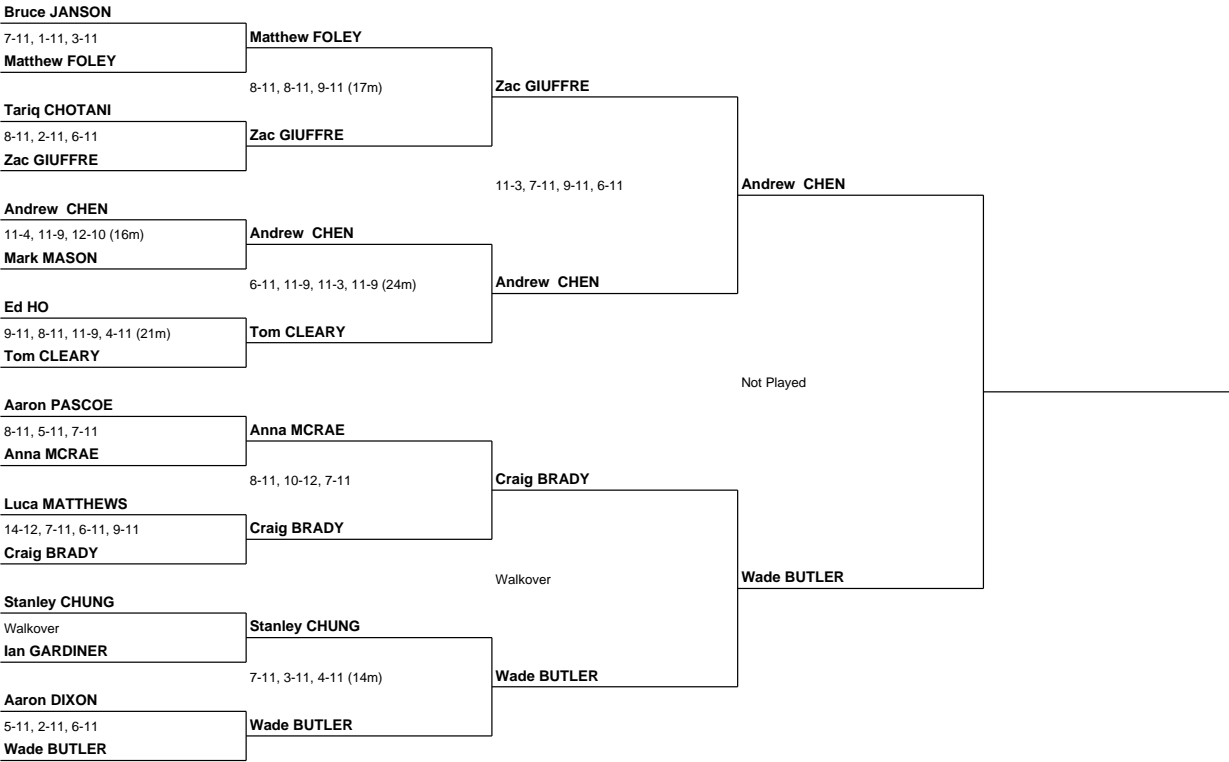 Bruce JANSON
7-11, 1-11, 3-11
Matthew FOLEY
Tariq CHOTANI
8-11, 2-11, 6-11
Zac GIUFFRE
Andrew  CHEN
11-4, 11-9, 12-10 (16m)
Mark MASON
Ed HO
9-11, 8-11, 11-9, 4-11 (21m)
Tom CLEARY
Aaron PASCOE
8-11, 5-11, 7-11
Anna MCRAE
Luca MATTHEWS
14-12, 7-11, 6-11, 9-11
Craig BRADY
Stanley CHUNG
Walkover
Ian GARDINER
Aaron DIXON
5-11, 2-11, 6-11
Wade BUTLER
Matthew FOLEY
8-11, 8-11, 9-11 (17m)
Zac GIUFFRE
Andrew  CHEN
6-11, 11-9, 11-3, 11-9 (24m)
Tom CLEARY
Anna MCRAE
8-11, 10-12, 7-11
Craig BRADY
Stanley CHUNG
7-11, 3-11, 4-11 (14m)
Wade BUTLER
Zac GIUFFRE
11-3, 7-11, 9-11, 6-11
Andrew  CHEN
Craig BRADY
Walkover
Wade BUTLER
Andrew  CHEN
Not Played
Wade BUTLER